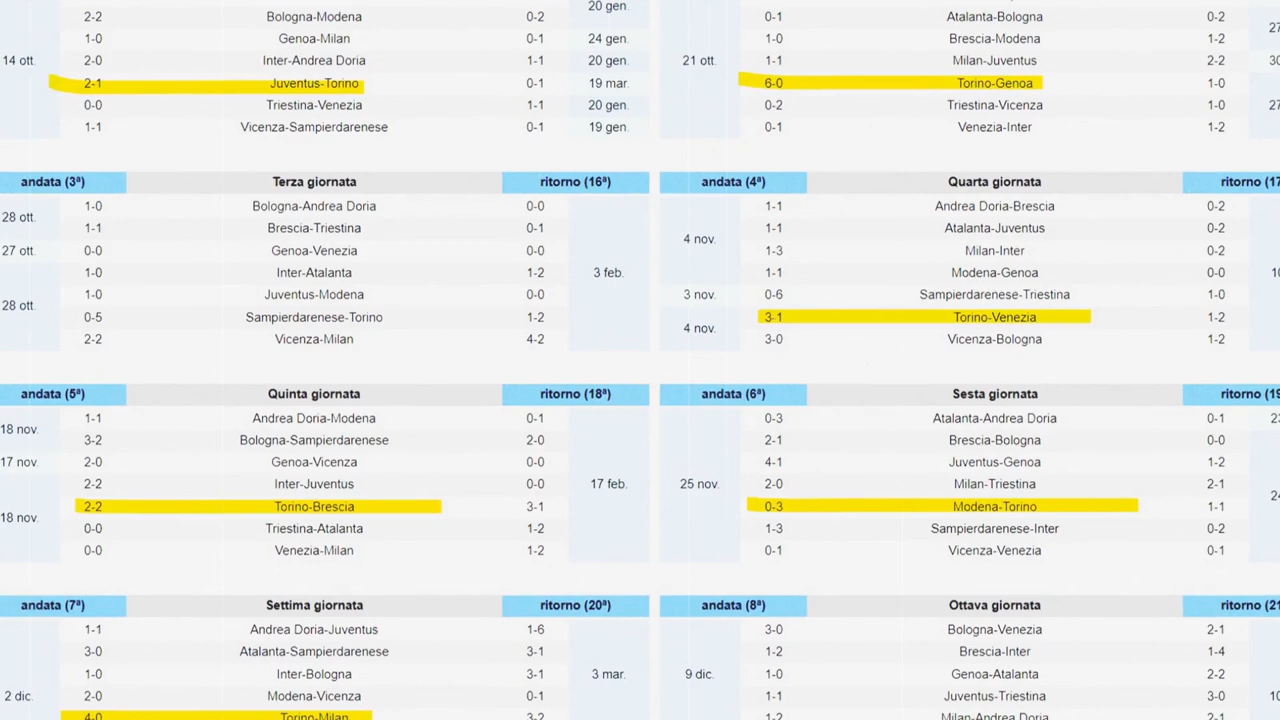 20 gen.
2-2 Bologna-Modena 0-2
1-0 Genoa-Milan 0-1 24 gen.
14 ott. 2-0 Inter-Andrea Doria 1-1 20 gen.
2-1 Juventus-Torino 0-1 19 mar.
0-0 Triestina-Venezia 1-1 20 gen.
1-1 Vicenza-Sampierdarenese 0-1 19 gen.
0-1 Atalanta-Bologna 0-2
1-0 Brescia-Modena 1-2 27
21 ott. 1-1 Milan-Juventus 2-2 30
6-0 Torino-Genoa 1-0
0-2 Triestina-Vicenza 1-0 27
0-1 Venezia-Inter 1-2
andata (3ª) Terza giornata ritorno (16ª)
28 ott. 1-0 Bologna-Andrea Doria 0-0
1-1 Brescia-Triestina 0-1
27 ott. 0-0 Genoa-Venezia 0-0
1-0 Inter-Atalanta 1-2 3 feb.
28 ott. 1-0 Juventus-Modena 0-0
0-5 Sampierdarenese-Torino 1-2
2-2 Vicenza-Milan 4-2
andata (4ª) Quarta giornata ritorno (17
1-1 Andrea Doria-Brescia 0-2
4 nov. 1-1 Atalanta-Juventus 0-2
1-3 Milan-Inter 0-2
1-1 Modena-Genoa 0-0 10
3 nov. 0-6 Sampierdarenese-Triestina 1-0
4 nov. 3-1 Torino-Venezia 1-2
3-0 Vicenza-Bologna 1-2
andata (5ª) Quinta giornata ritorno (18ª)
18 nov. 1-1 Andrea Doria-Modena 0-1
3-2 Bologna-Sampierdarenese 2-0
17 nov. 2-0 Genoa-Vicenza 0-0
2-2 Inter-Juventus 0-0 17 feb.
18 nov. 2-2 Torino-Brescia 3-1
0-0 Triestina-Atalanta 1-2
0-0 Venezia-Milan 1-2
andata (6ª) Sesta giornata ritorno (19
0-3 Atalanta-Andrea Doria 0-1 23
2-1 Brescia-Bologna 0-0
4-1 Juventus-Genoa 1-2
25 nov. 2-0 Milan-Triestina 2-1 24
0-3 Modena-Torino 1-1
1-3 Sampierdarenese-Inter 0-2
0-1 Vicenza-Venezia 0-1
andata (7ª) Settima giornata ritorno (20ª)
1-1 Andrea Doria-Juventus 1-6
3-0 Atalanta-Sampierdarenese 3-1
1-0 Inter-Bologna 3-1 3 mar.
2 dic. 2-0 Modena-Vicenza 0-1
4-0 Torino-Milan 3-2
andata (8ª) Ottava giornata ritorno (21
3-0 Bologna-Venezia 2-1
1-2 Brescia-Inter 1-4
9 dic. 1-0 Genoa-Atalanta 2-2
1-1 Juventus-Triestina 3-0 10
1-2 Milan-Andrea Doria 2-1